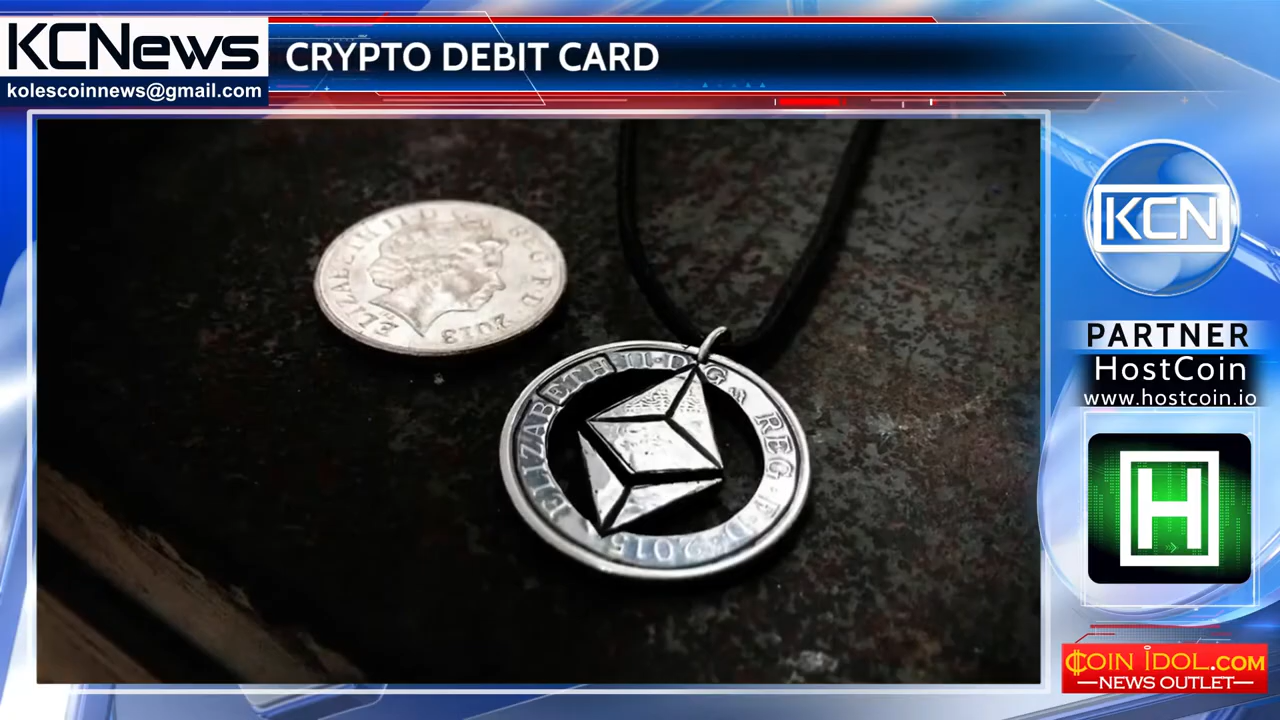 KCNews
kolescoinnews@gmail.com
CRYPTO DEBIT CARD
ELIZABETH II D G REG F D 2013
ELIZABETH·II·D·G REG·F·D·2015
KCN
PARTNER
HostCoin
www.hostcoin.io
H
COIN IDOL.COM
NEWS OUTLET